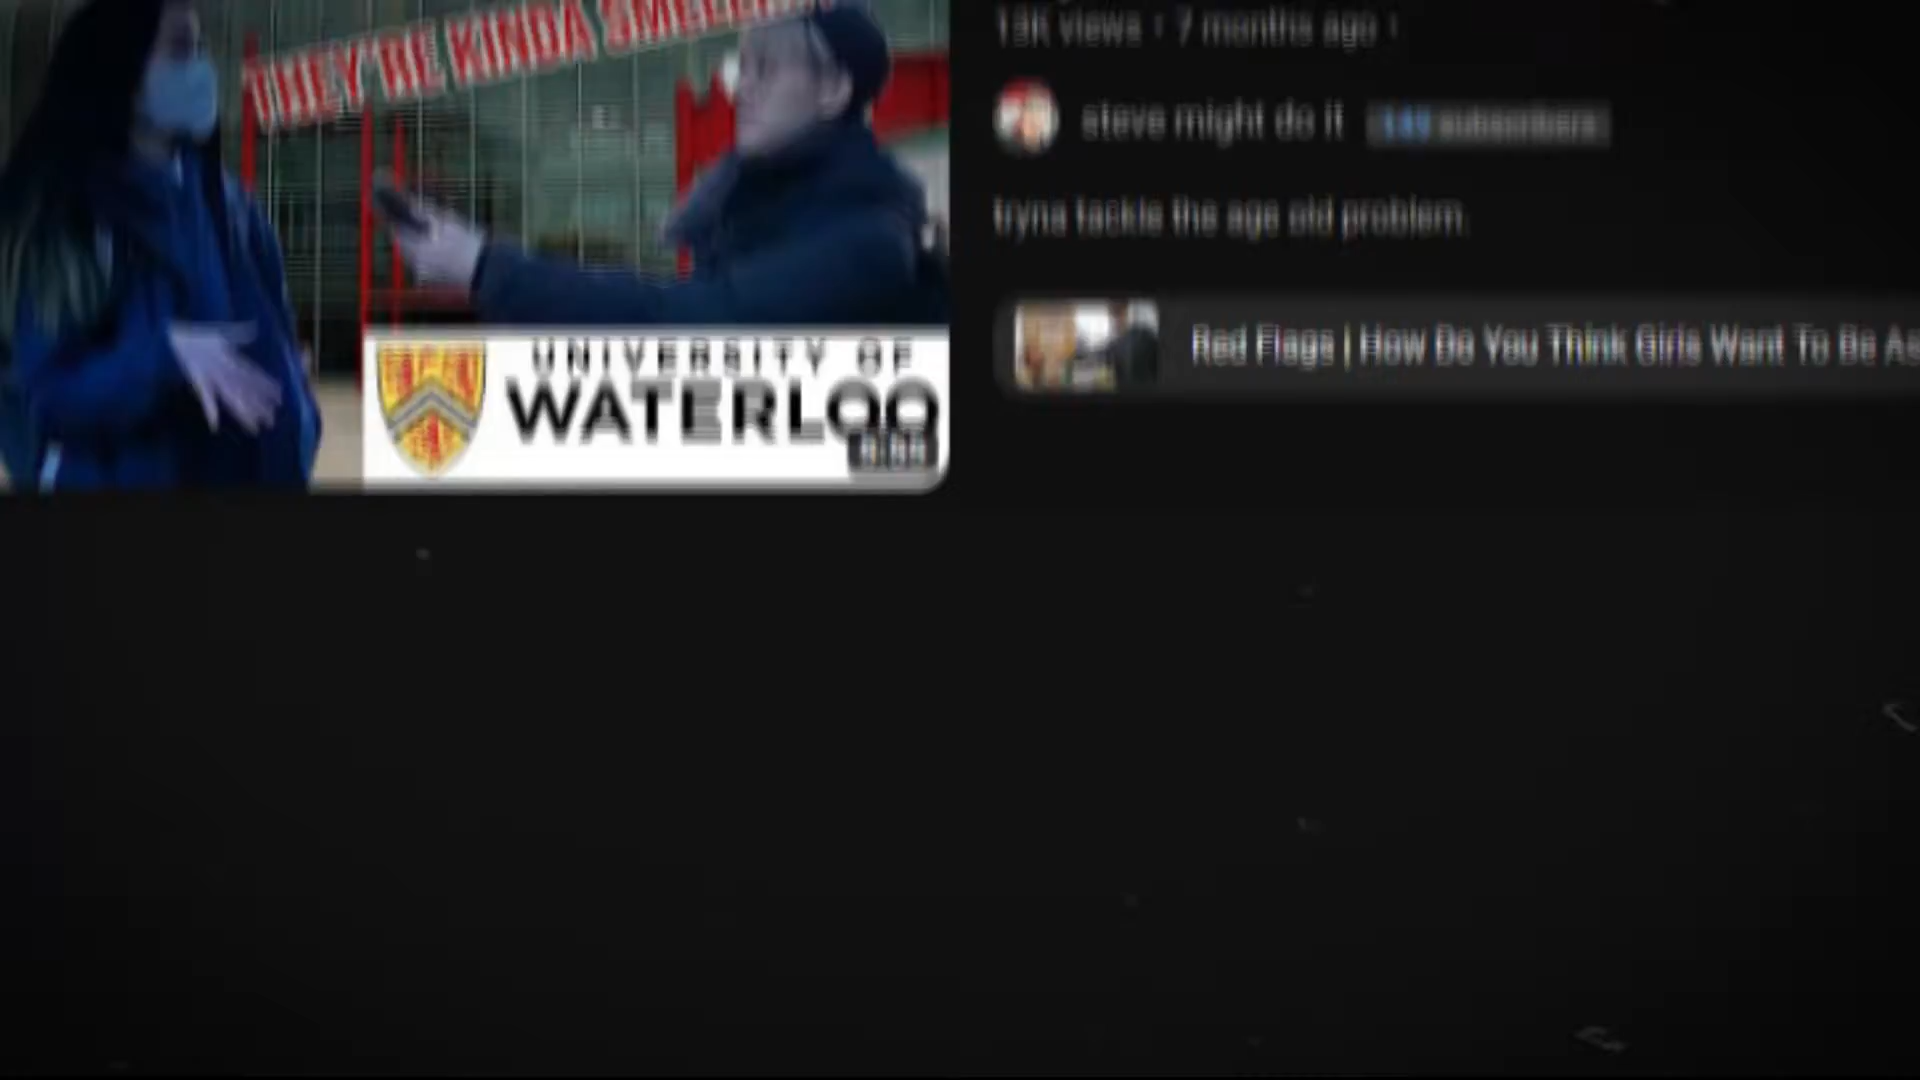 THEY'RE KINDA
13K views · 7 months ago
steve might do it subscribers
tryna tackle the age old problem.
Red Flags | How Do You Think Girls Want To Be As
UNIVERSITY OF
WATERLOO